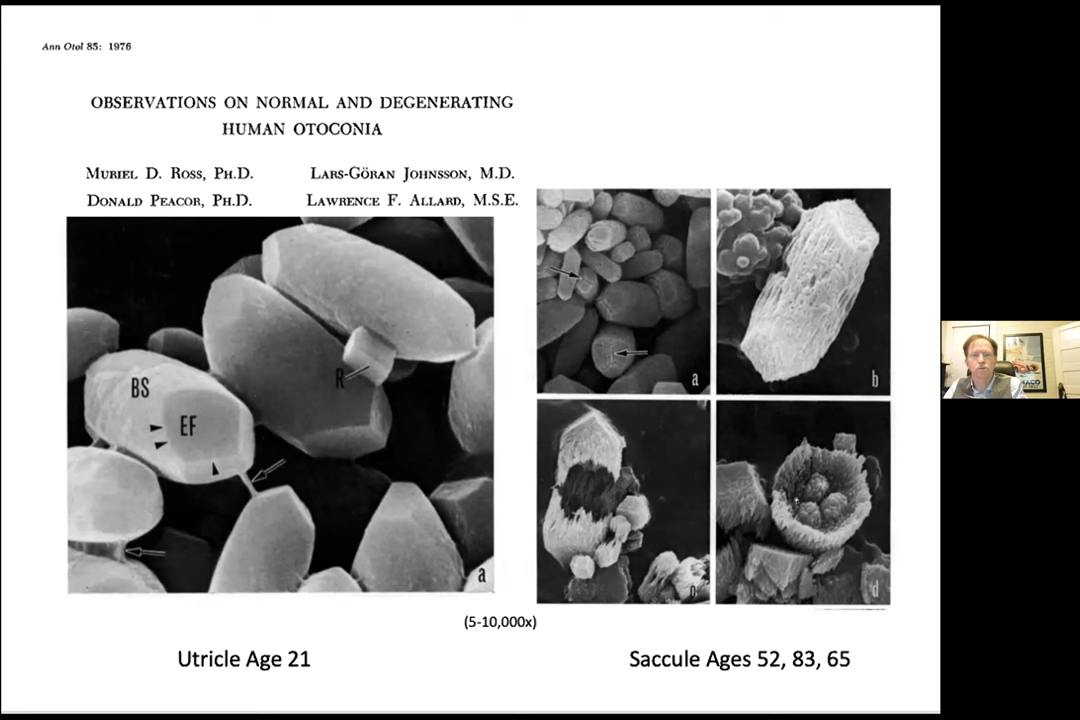 Ann Otol 85: 1976
OBSERVATIONS ON NORMAL AND DEGENERATING
HUMAN OTOCONIA
MURIEL D. ROSS, PH.D. LARS-GÖRAN JOHNSSON, M.D.
DONALD PEACOR, PH.D. LAWRENCE F. ALLARD, M.S.E.
R
BS
EF
a
a
b
d
(5-10,000x)
Utricle Age 21
Saccule Ages 52, 83, 65